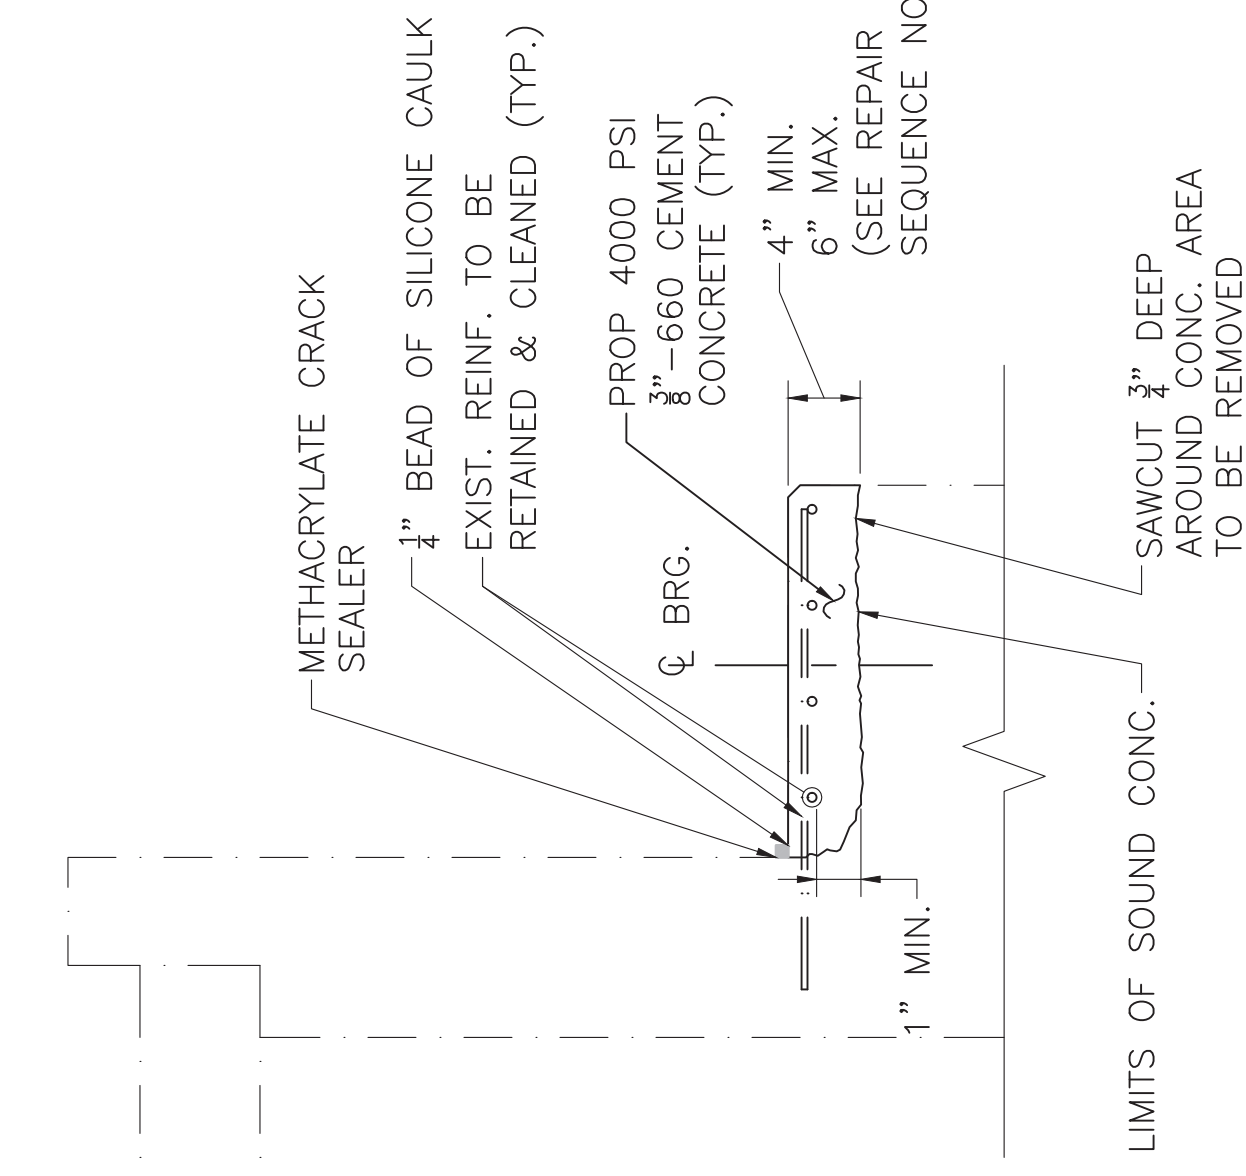 METHACRYLATE CRACK
SEALER
1/4” BEAD OF SILICONE CAULK
EXIST. REINF. TO BE
RETAINED & CLEANED (TYP.)
PROP 4000 PSI
3/8”-660 CEMENT
CONCRETE (TYP.)
℄ BRG.
4” MIN.
6” MAX.
(SEE REPAIR
SEQUENCE NO
1” MIN.
SAWCUT 3/4” DEEP
AROUND CONC. AREA
TO BE REMOVED
LIMITS OF SOUND CONC.